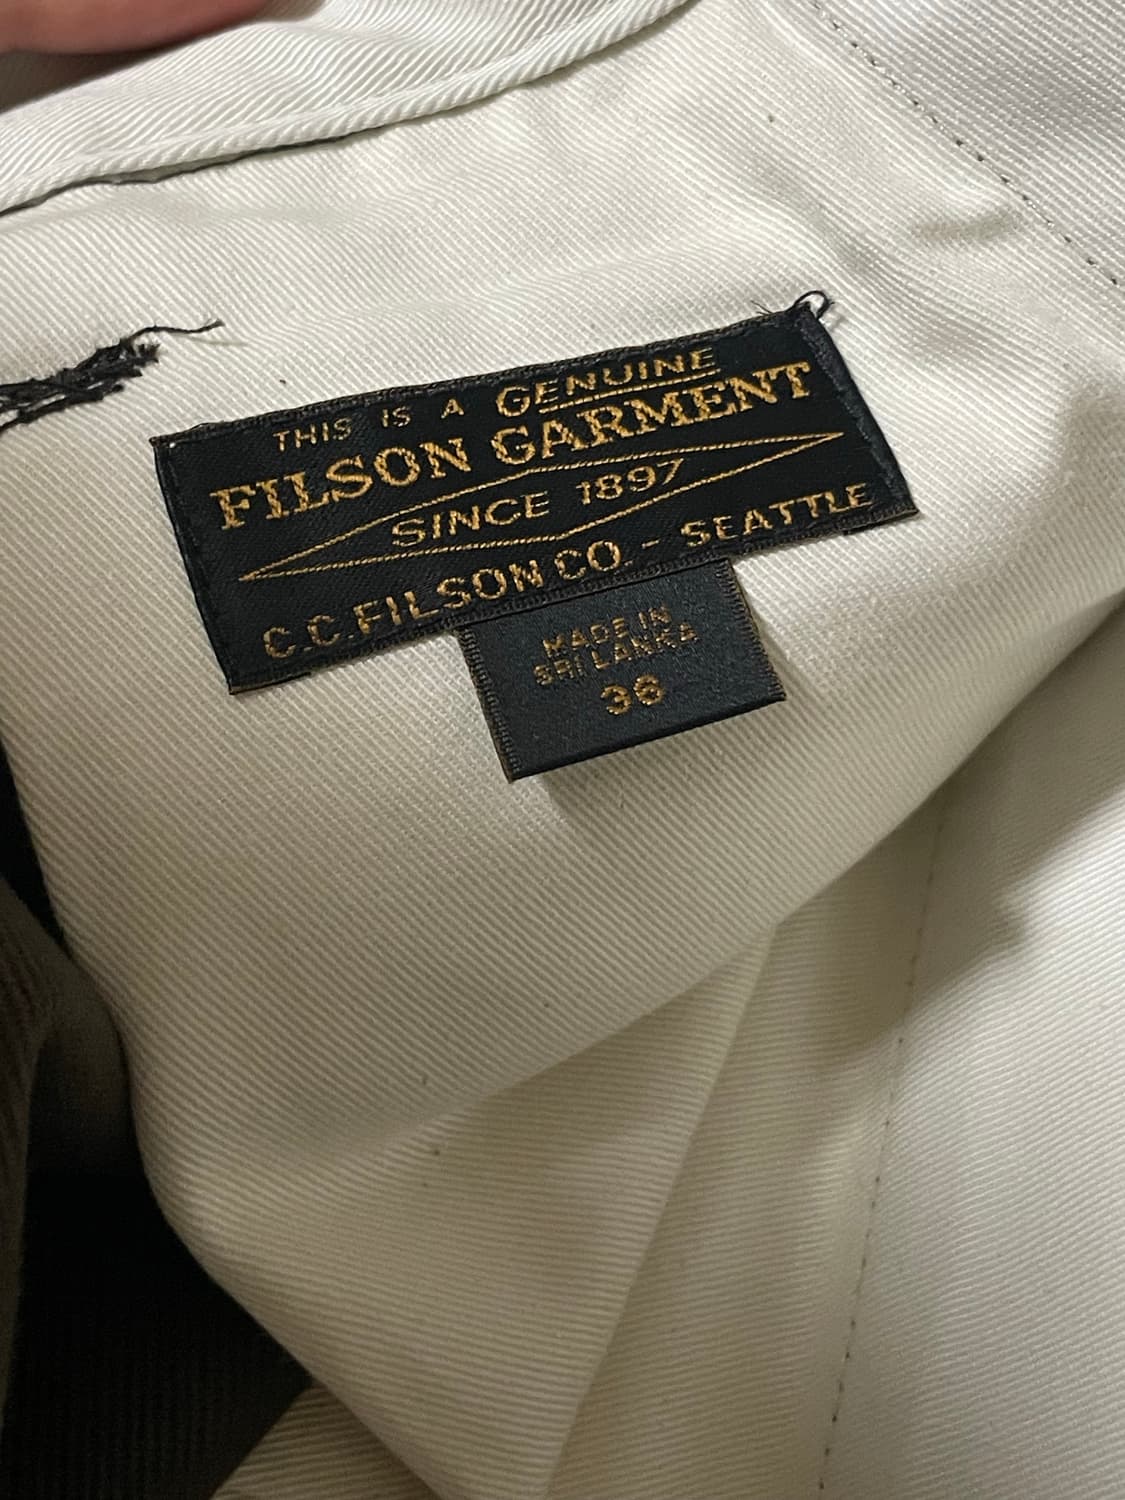 THIS IS A GENUINE
FILSON GARMENT
SINCE 1897
C.C. FILSON CO. - SEATTLE
MADE IN
SRI LANKA
36